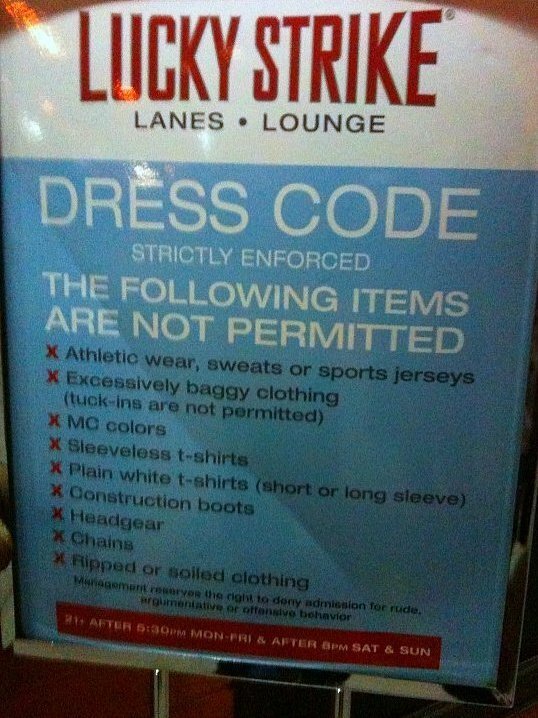 LUCKY STRIKE®
LANES • LOUNGE
DRESS CODE
STRICTLY ENFORCED
THE FOLLOWING ITEMS
ARE NOT PERMITTED
X Athletic wear, sweats or sports jerseys
X Excessively baggy clothing
(tuck-ins are not permitted)
X MC colors
X Sleeveless t-shirts
X Plain white t-shirts (short or long sleeve)
X Construction boots
X Headgear
X Chains
X Ripped or soiled clothing
Management reserves the right to deny admission for rude,
argumentative or offensive behavior
21+ AFTER 5:30PM MON-FRI & AFTER 8PM SAT & SUN